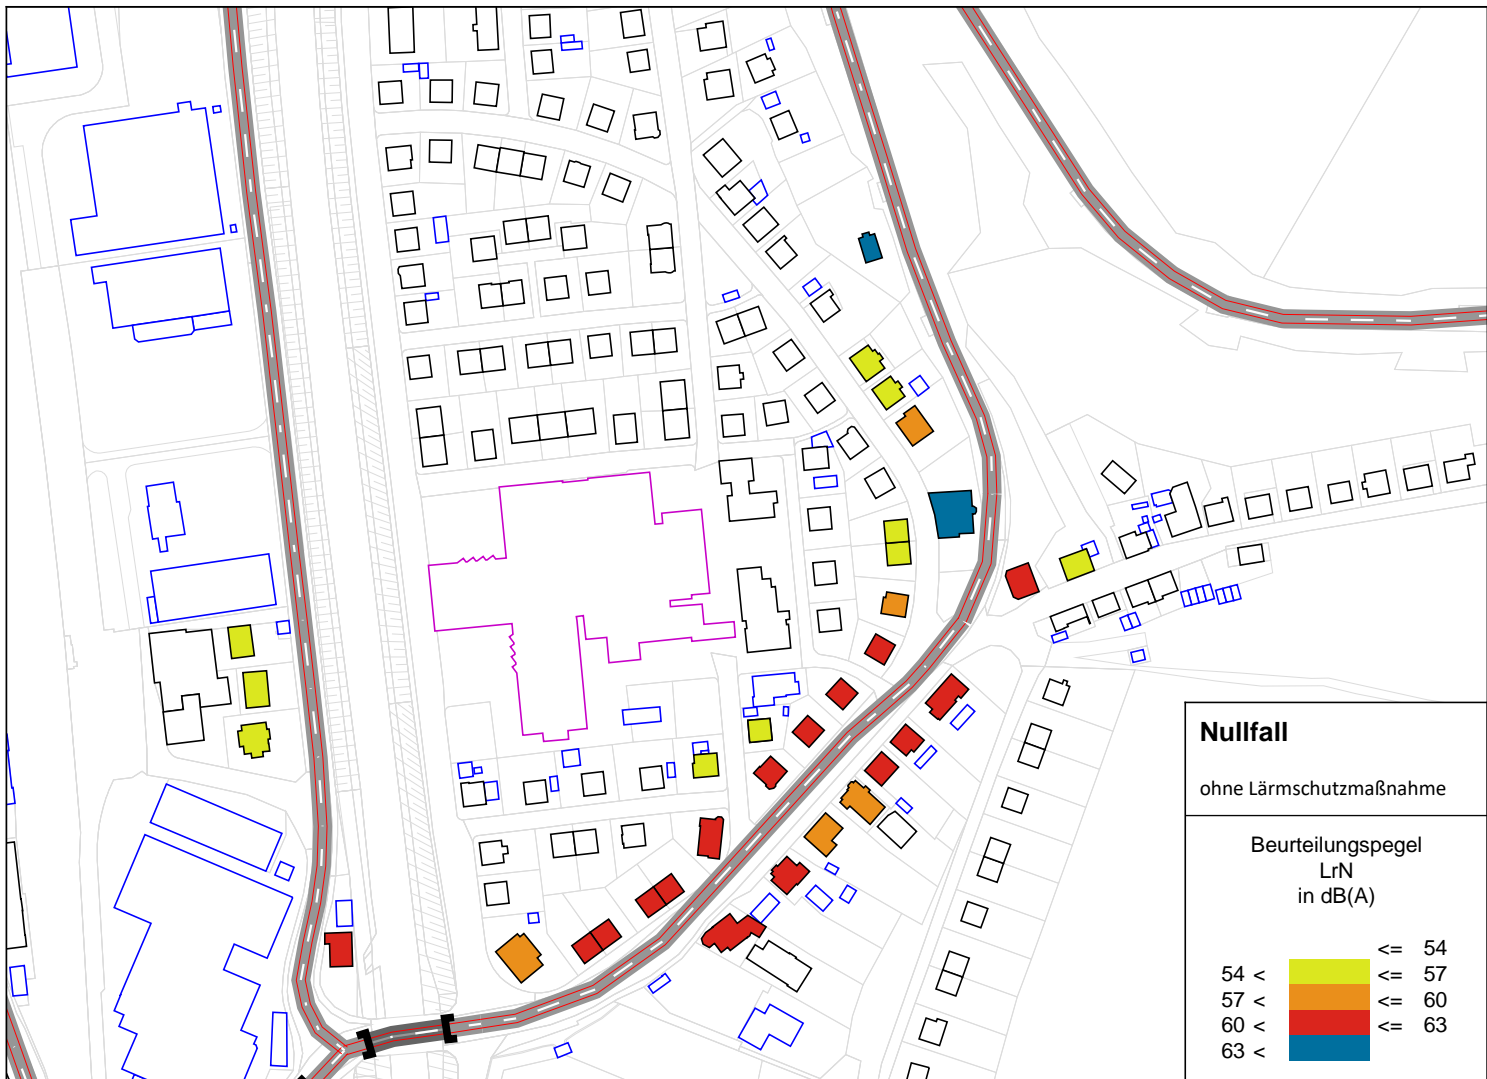 Nullfall
ohne Lärmschutzmaßnahme
Beurteilungspegel
LrN
in dB(A)
<= 54
54 < <= 57
57 < <= 60
60 < <= 63
63 <